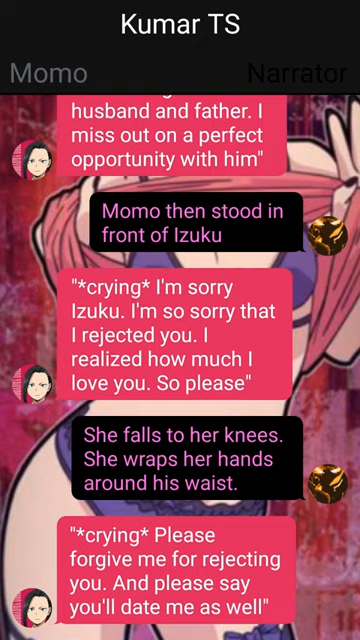 Kumar TS
Momo
Narrator
husband and father. I
miss out on a perfect
opportunity with him"
Momo then stood in
front of Izuku
"*crying* I'm sorry
Izuku. I'm so sorry that
I rejected you. I
realized how much I
love you. So please"
She falls to her knees.
She wraps her hands
around his waist.
"*crying* Please
forgive me for rejecting
you. And please say
you'll date me as well"